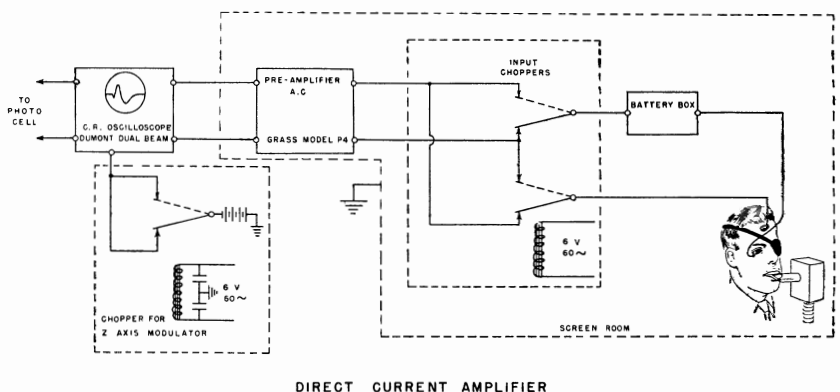 TO
PHOTO
CELL
C.R. OSCILLOSCOPE
DUMONT DUAL BEAM
PRE-AMPLIFIER
A.C
GRASS MODEL P4
INPUT
CHOPPERS
BATTERY BOX
6 V
60~
6 V
60~
CHOPPER FOR
Z AXIS MODULATOR
SCREEN ROOM
DIRECT CURRENT AMPLIFIER